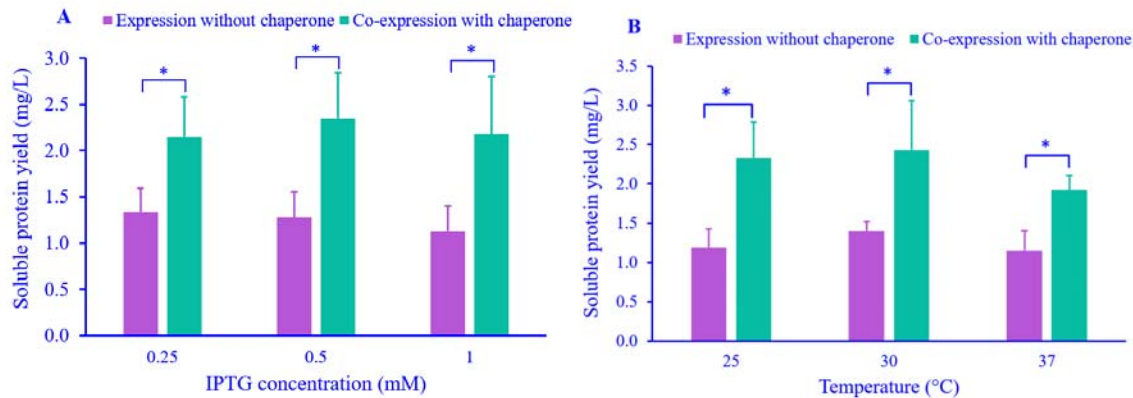 A
Expression without chaperone Co-expression with chaperone
Soluble protein yield (mg/L)
3.0
2.5
2.0
1.5
1.0
0.5
0.0
* * *
0.25 0.5 1
IPTG concentration (mM)
B
Expression without chaperone Co-expression with chaperone
Soluble protein yield (mg/L)
3.5
3.0
2.5
2.0
1.5
1.0
0.5
0.0
* * *
25 30 37
Temperature (°C)